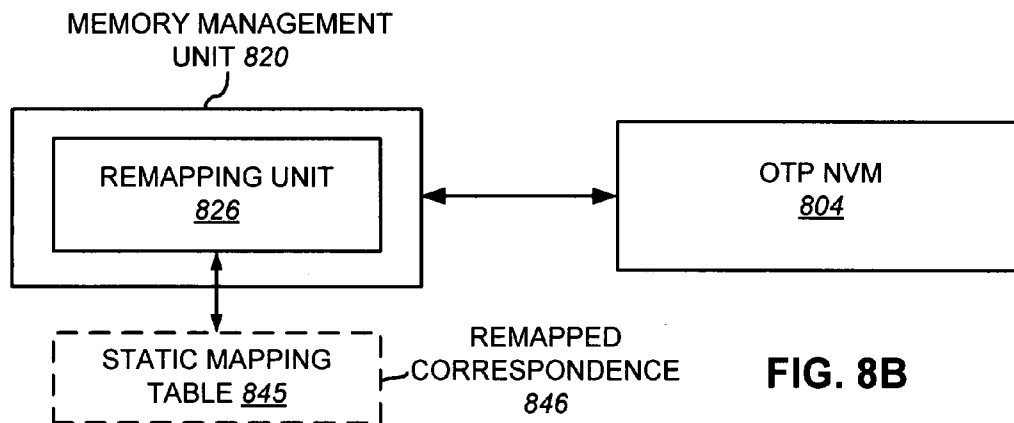 MEMORY MANAGEMENT
UNIT 820
REMAPPING UNIT
826
OTP NVM
804
STATIC MAPPING
TABLE 845
REMAPPED
CORRESPONDENCE
846
FIG. 8B